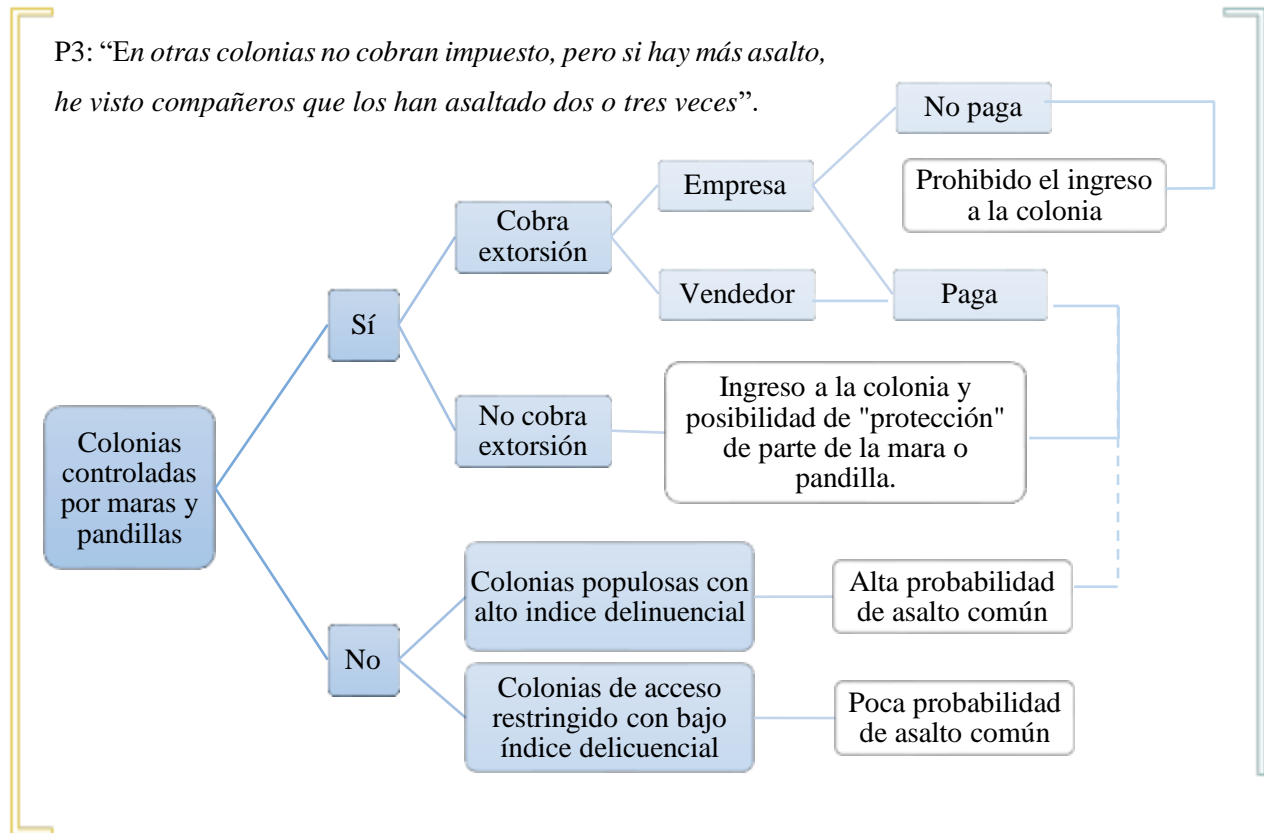 P3: “En otras colonias no cobran impuesto, pero si hay más asalto,
he visto compañeros que los han asaltado dos o tres veces”.
No paga
Prohibido el ingreso
a la colonia
Empresa
Cobra
extorsión
Vendedor
Paga
Sí
No cobra
extorsión
Ingreso a la colonia y
posibilidad de "protección"
de parte de la mara o
pandilla.
Colonias
controladas
por maras y
pandillas
Colonias populosas con
alto indice delinuencial
Alta probabilidad
de asalto común
No
Colonias de acceso
restringido con bajo
índice delicuencial
Poca probabilidad
de asalto común